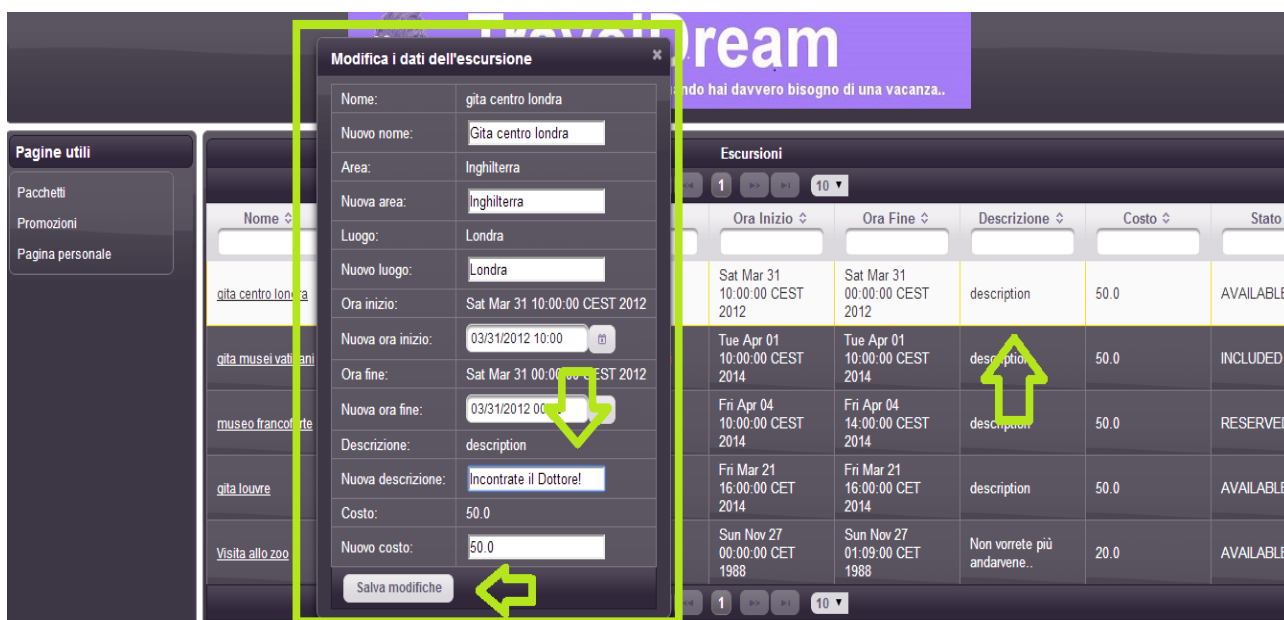 TravelDream
Modifica i dati dell'escursione
ndo hai davvero bisogno di una vacanza..
Nome:
gita centro londra
Nuovo nome:
Gita centro londra
Area:
Inghilterra
Nuova area:
Inghilterra
Luogo:
Londra
Nuovo luogo:
Londra
Ora inizio:
Sat Mar 31 10:00:00 CEST 2012
Nuova ora inizio:
03/31/2012 10:00
Ora fine:
Sat Mar 31 00:00:00 CEST 2012
Nuova ora fine:
03/31/2012 00
Descrizione:
description
Nuova descrizione:
Incontrate il Dottore!
Costo:
50.0
Nuovo costo:
50.0
Salva modifiche
Pagine utili
Pacchetti
Promozioni
Pagina personale
Escursioni
1
10
Nome
Ora Inizio
Ora Fine
Descrizione
Costo
Stato
gita centro londra
Sat Mar 31
10:00:00 CEST
2012
Sat Mar 31
00:00:00 CEST
2012
description
50.0
AVAILABLE
gita musei vaticani
Tue Apr 01
10:00:00 CEST
2014
Tue Apr 01
10:00:00 CEST
2014
description
50.0
INCLUDED
museo francoforte
Fri Apr 04
10:00:00 CEST
2014
Fri Apr 04
14:00:00 CEST
2014
description
50.0
RESERVED
gita louvre
Fri Mar 21
16:00:00 CET
2014
Fri Mar 21
16:00:00 CET
2014
description
50.0
AVAILABLE
Visita allo zoo
Sun Nov 27
00:00:00 CET
1988
Sun Nov 27
01:09:00 CET
1988
Non vorrete più
andarvene..
20.0
AVAILABLE
1
10